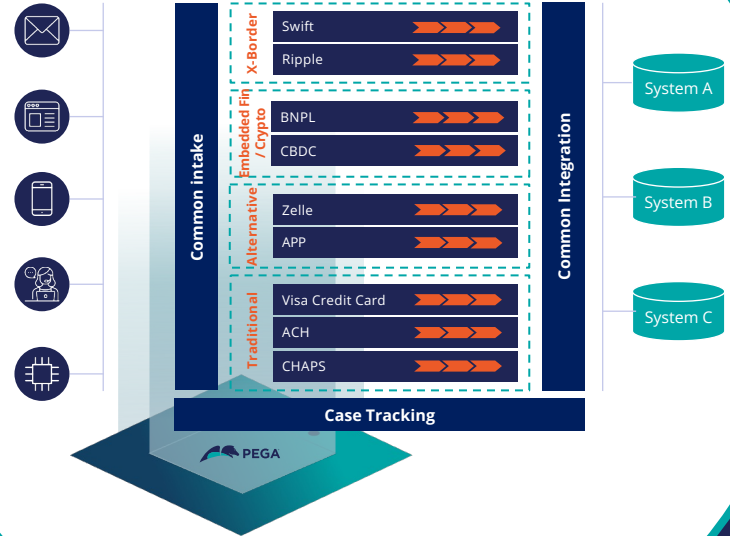 Common intake
X-Border
Swift
Ripple
Embedded Fin
/ Crypto
BNPL
CBDC
Alternative
Zelle
APP
Traditional
Visa Credit Card
ACH
CHAPS
Common Integration
System A
System B
System C
Case Tracking
PEGA